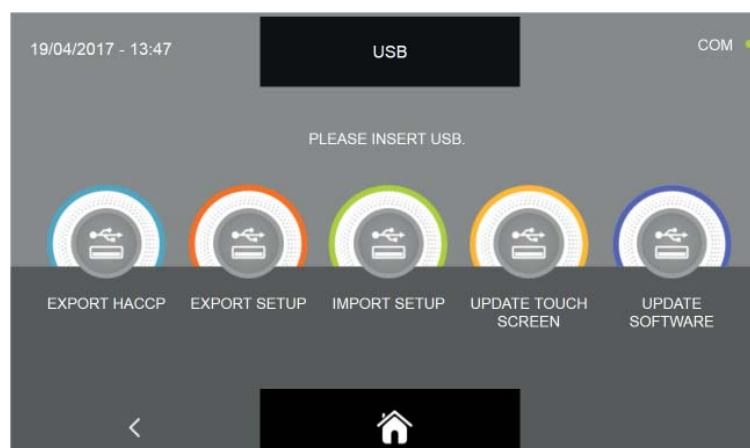 19/04/2017 - 13:47
USB
COM
PLEASE INSERT USB.
EXPORT HACCP
EXPORT SETUP
IMPORT SETUP
UPDATE TOUCH
SCREEN
UPDATE
SOFTWARE